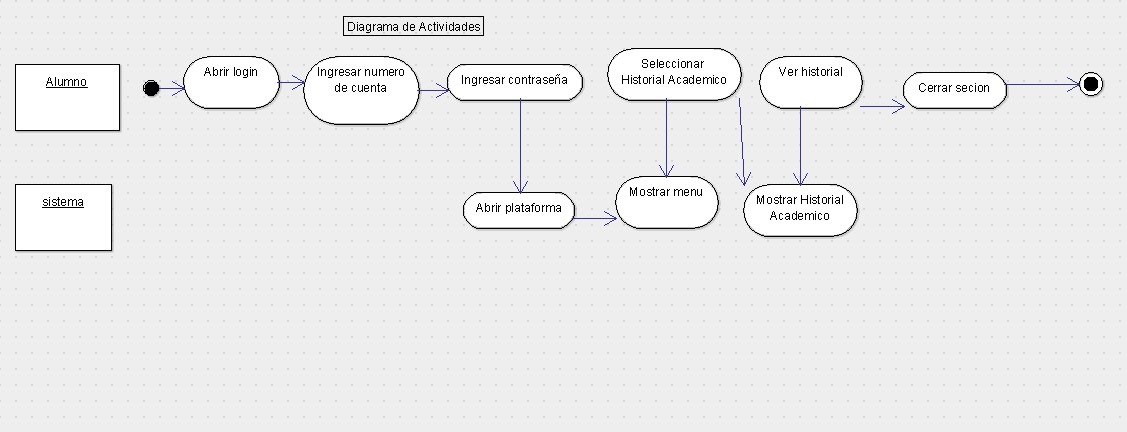 Diagrama de Actividades
Alumno
Abrir login
Ingresar numero
de cuenta
Ingresar contraseña
Seleccionar
Historial Academico
Ver historial
Cerrar secion
sistema
Abrir plataforma
Mostrar menu
Mostrar Historial
Academico